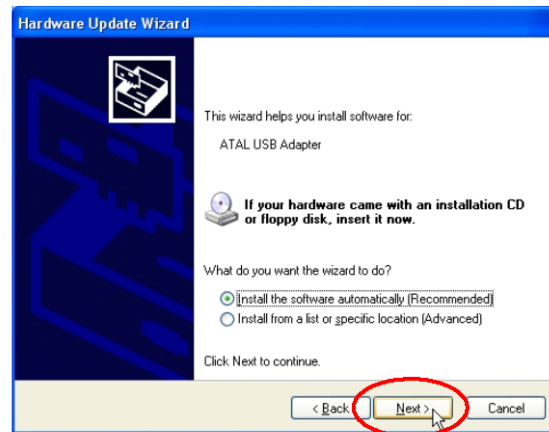 Hardware Update Wizard
This wizard helps you install software for:
ATAL USB Adapter
If your hardware came with an installation CD
or floppy disk, insert it now.
What do you want the wizard to do?
Install the software automatically (Recommended)
Install from a list or specific location (Advanced)
Click Next to continue.
< Back
Next >
Cancel